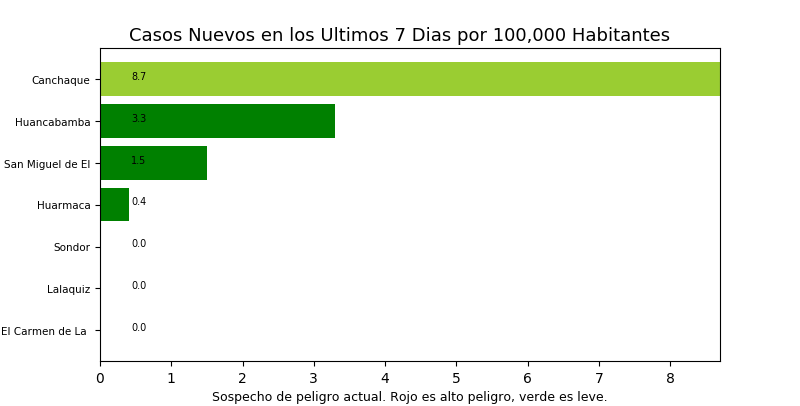 Casos Nuevos en los Ultimos 7 Dias por 100,000 Habitantes
Canchaque 8.7
Huancabamba 3.3
San Miguel de El 1.5
Huarmaca 0.4
Sondor 0.0
Lalaquiz 0.0
El Carmen de La 0.0
0 1 2 3 4 5 6 7 8
Sospecho de peligro actual. Rojo es alto peligro, verde es leve.